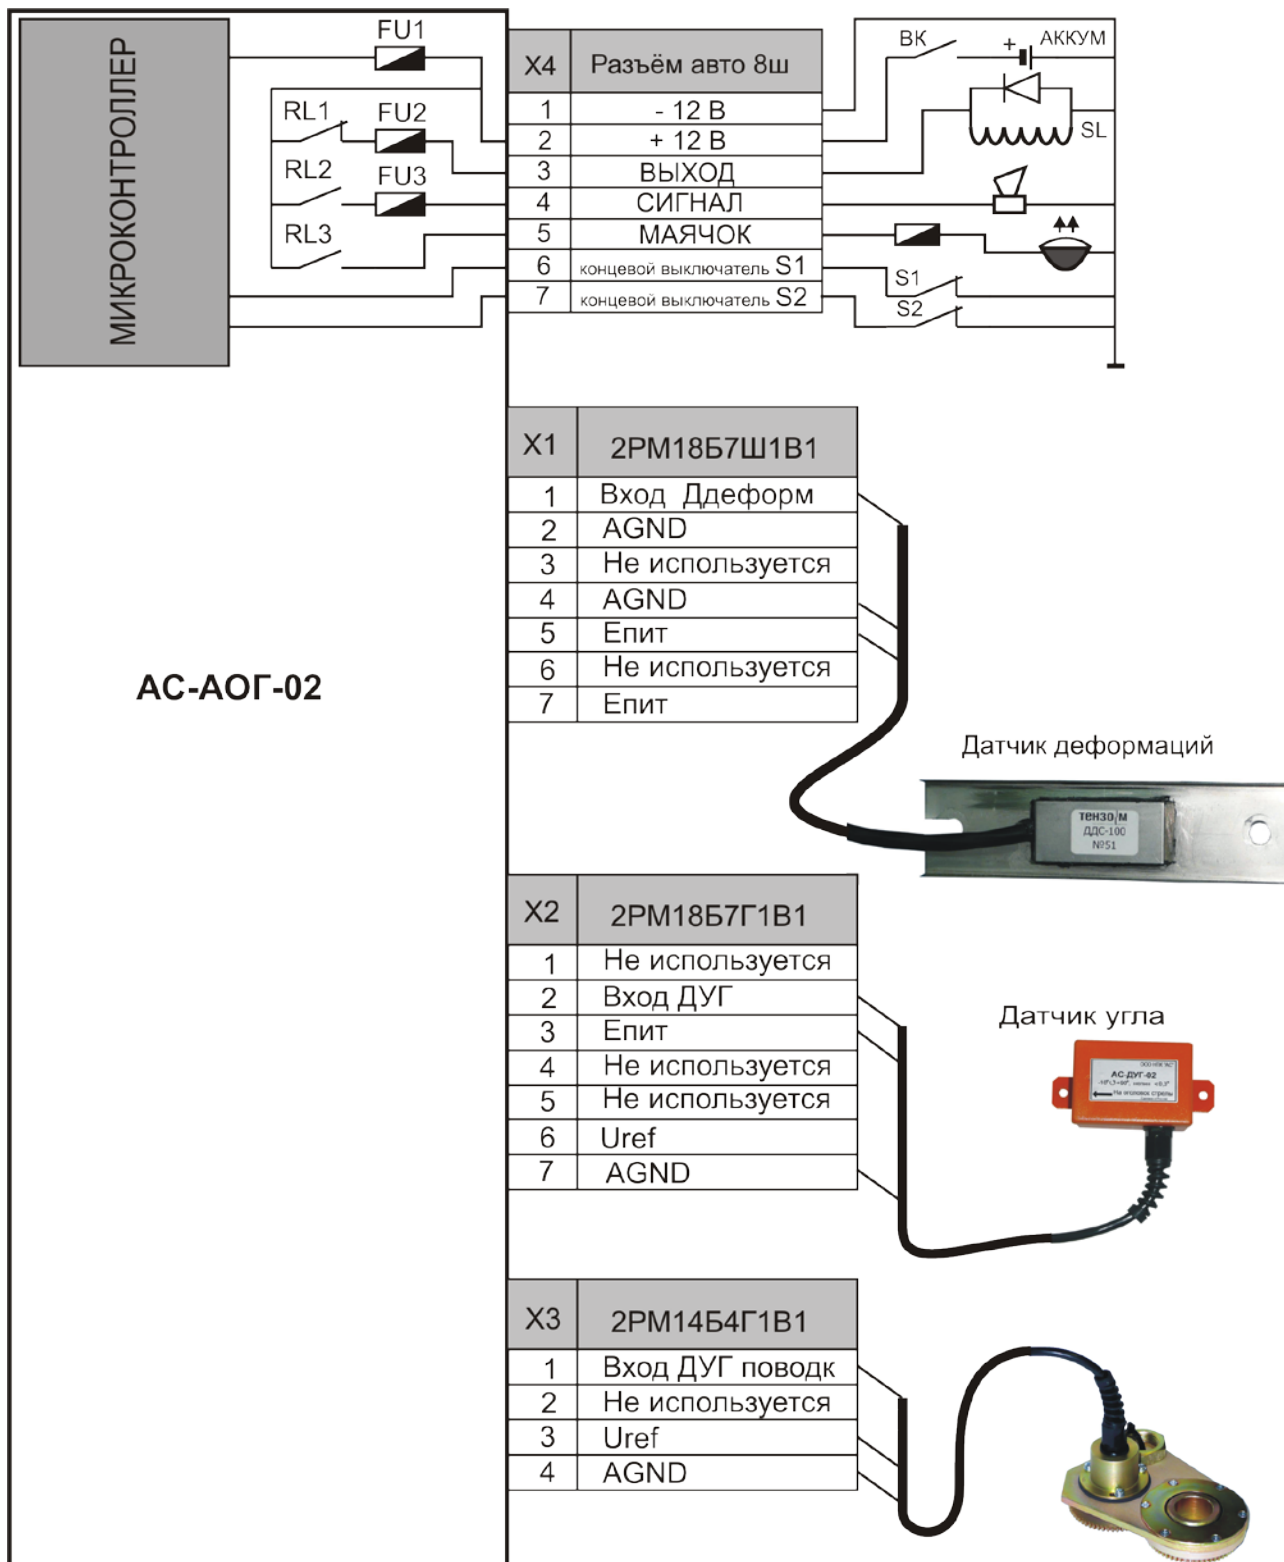 МИКРОКОНТРОЛЛЕР
FU1
RL1
FU2
RL2
FU3
RL3
X4 Разъём авто 8ш
1 - 12 В
2 + 12 В
3 ВЫХОД
4 СИГНАЛ
5 МАЯЧОК
6 концевой выключатель S1
7 концевой выключатель S2
ВК
+
АККУМ
SL
S1
S2
АС-АОГ-02
X1 2РМ18Б7Ш1В1
1 Вход Ддеформ
2 AGND
3 Не используется
4 AGND
5 Епит
6 Не используется
7 Епит
Датчик деформаций
тензо/м
ДДС-100
№51
X2 2РМ18Б7Г1В1
1 Не используется
2 Вход ДУГ
3 Епит
4 Не используется
5 Не используется
6 Uref
7 AGND
Датчик угла
АС-ДУГ-02
На оголовок стрелы
X3 2РМ14Б4Г1В1
1 Вход ДУГ поводк
2 Не используется
3 Uref
4 AGND